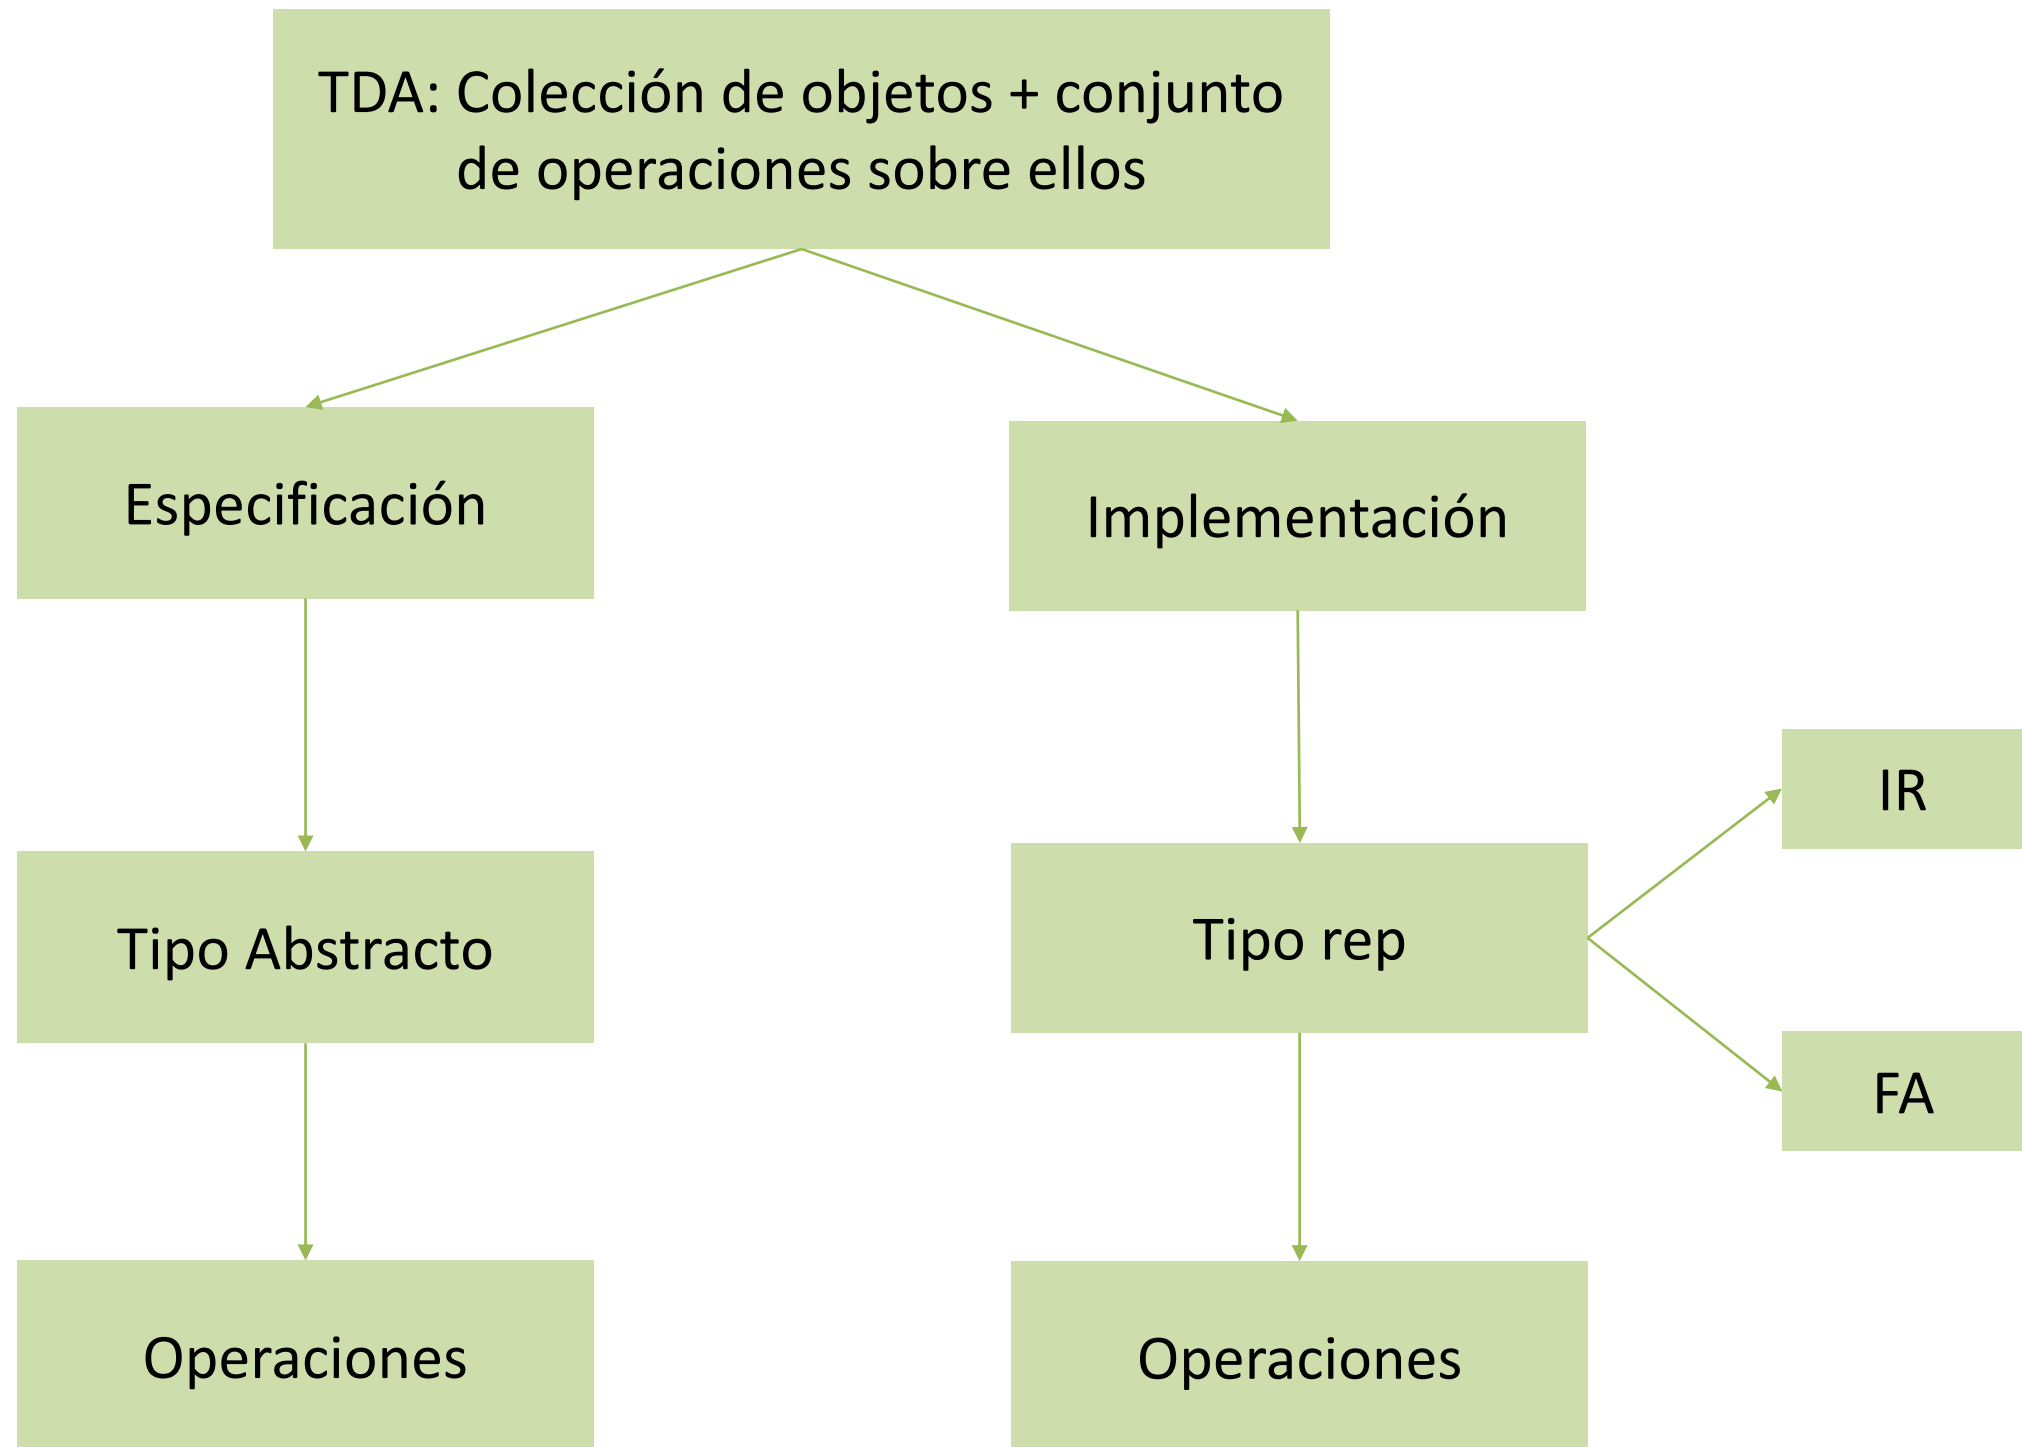 TDA: Colección de objetos + conjunto
de operaciones sobre ellos
Especificación
Implementación
IR
Tipo Abstracto
Tipo rep
FA
Operaciones
Operaciones